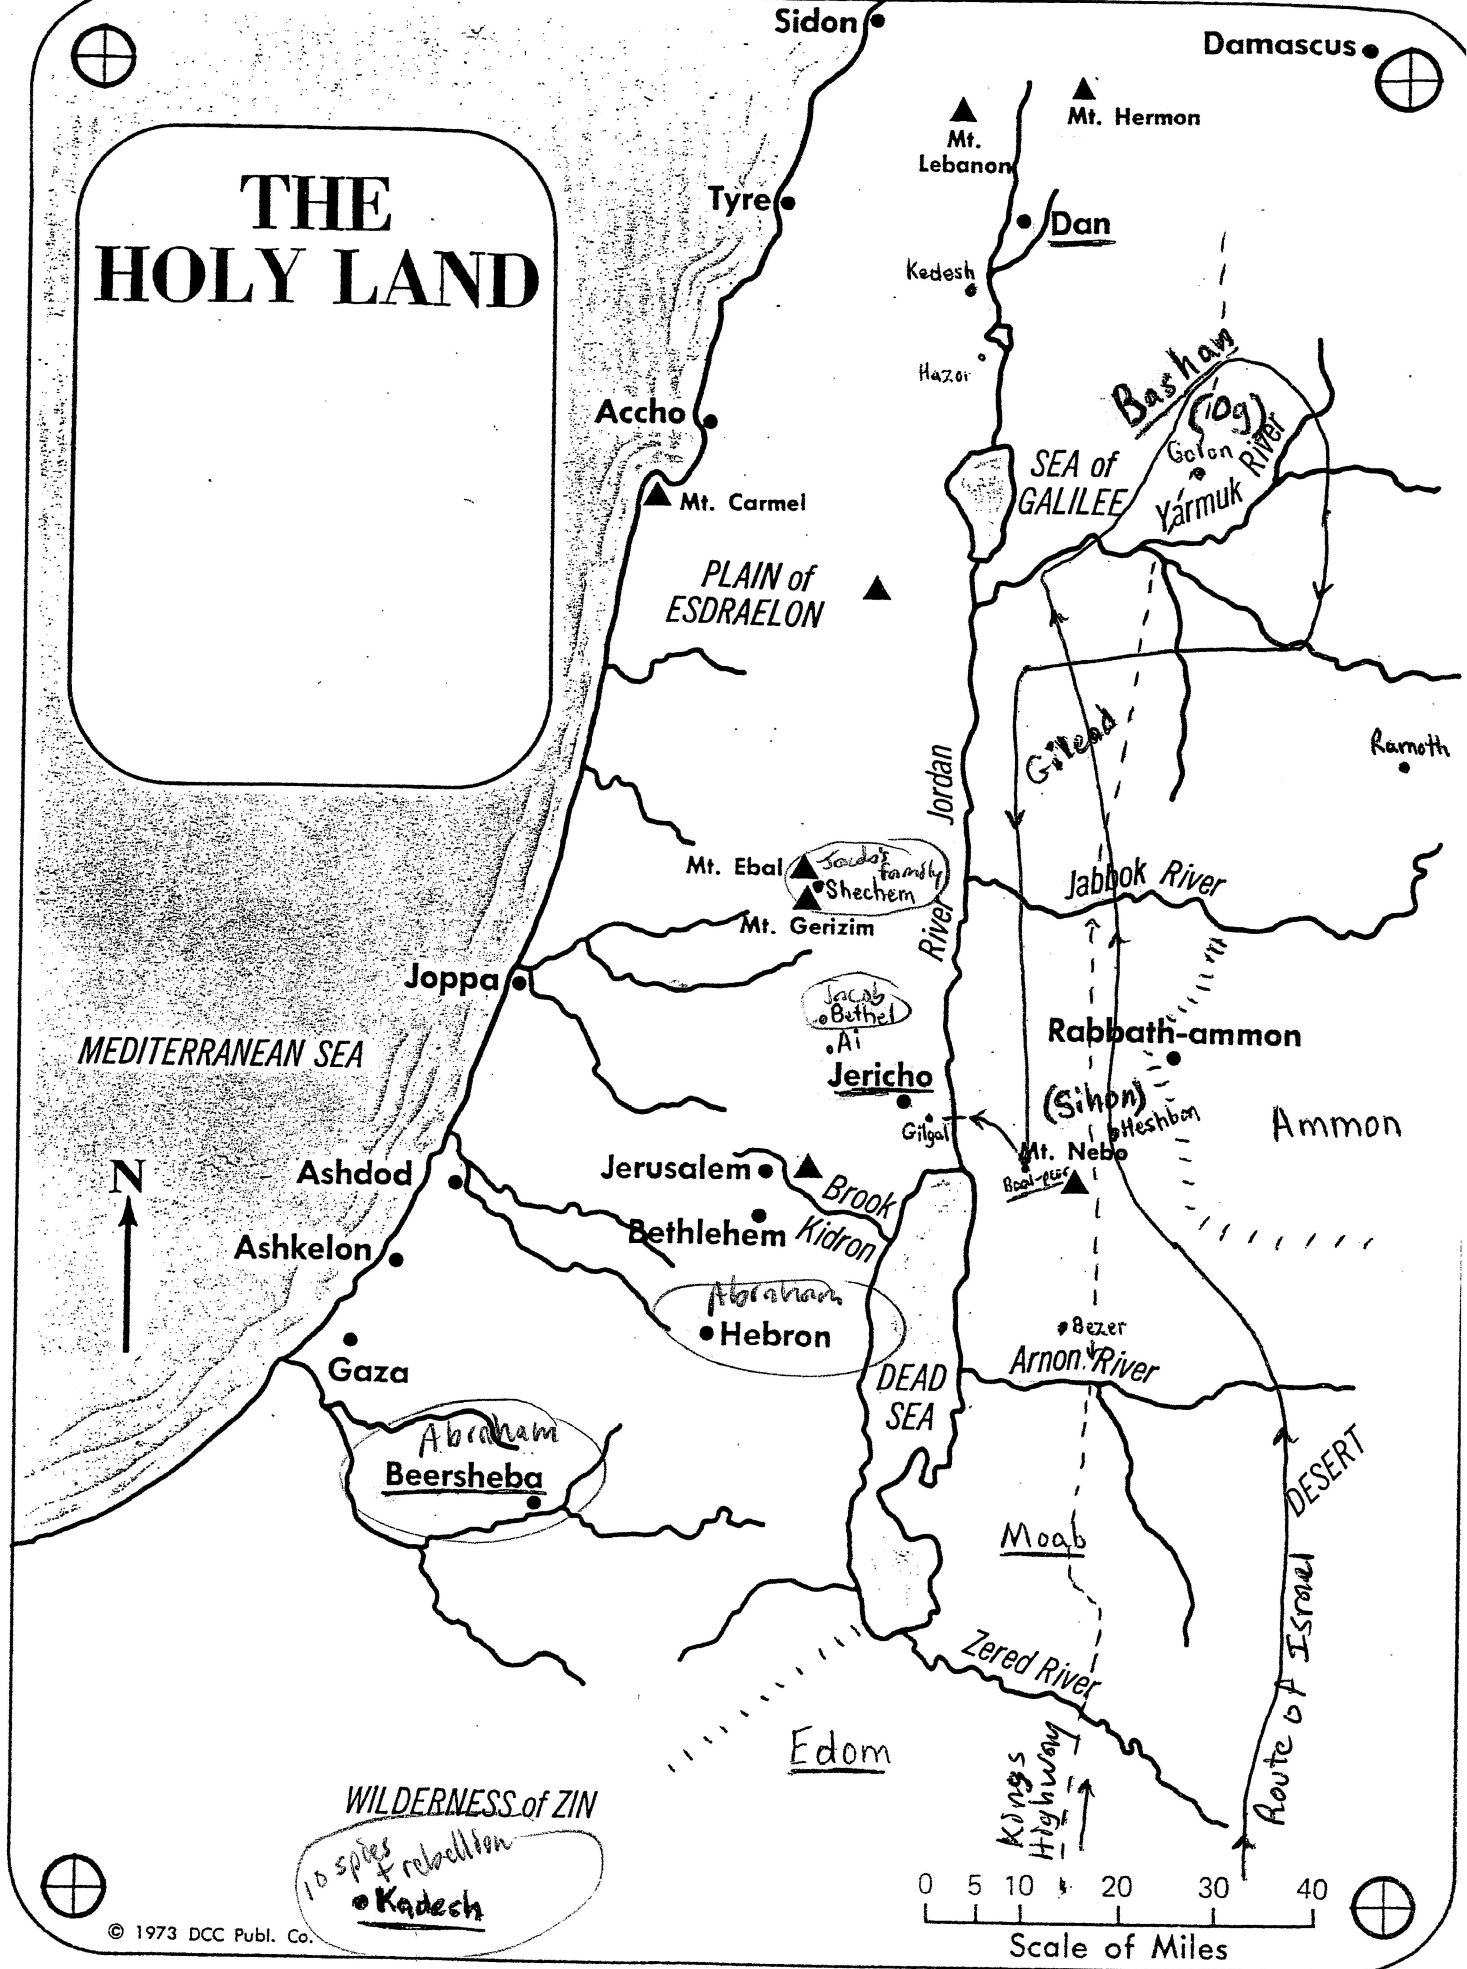 Sidon
Damascus
Mt. Hermon
Mt.
Lebanon
THE
HOLY LAND
Tyre
Dan
Kedesh
Hazor
Bashan
(Og)
Golan
Yarmuk River
Accho
SEA of
GALILEE
Mt. Carmel
PLAIN of
ESDRAELON
Gilead
Ramoth
Jordan River
Mt. Ebal
family
Shechem
Mt. Gerizim
Jabbok River
Joppa
Jacob
Bethel
Ai
Jericho
Gilgal
Rabbath-ammon
(Sihon)
Heshbon
Ammon
MEDITERRANEAN SEA
Mt. Nebo
Baal-peor
N
Ashdod
Jerusalem
Brook
Kidron
Bethlehem
Ashkelon
Abraham
Hebron
Bezer
Arnon River
Gaza
DEAD
SEA
Abraham
Beersheba
DESERT
Moab
Route of Israel
Zered River
Edom
Kings
Highway
WILDERNESS of ZIN
10 spies
+ rebellion
Kadesh
0 5 10 20 30 40
Scale of Miles
© 1973 DCC Publ. Co.